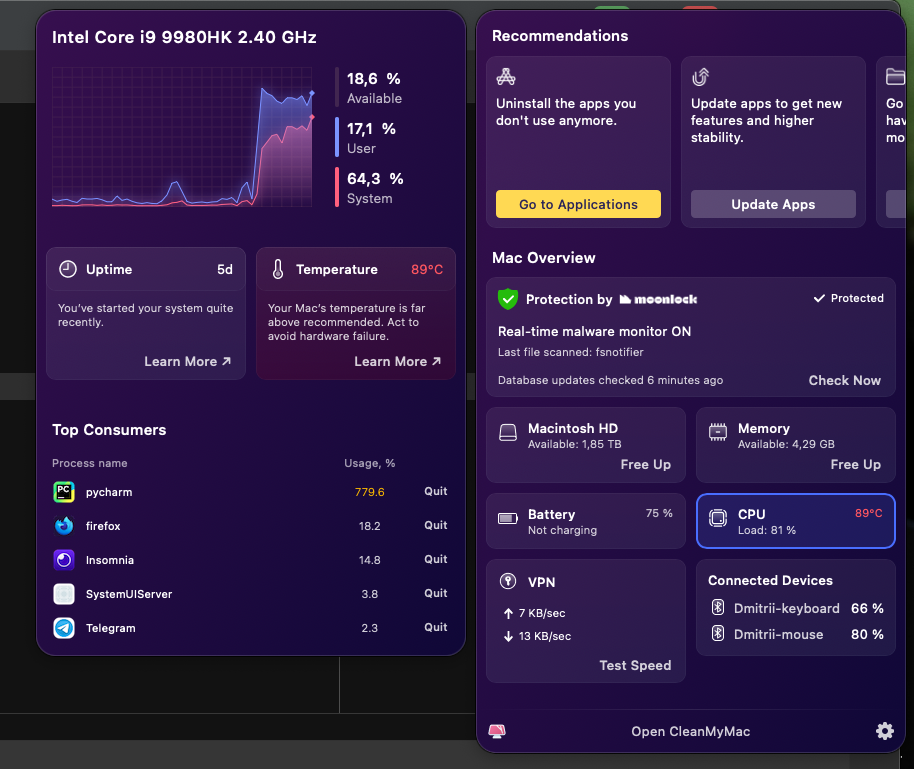 Intel Core i9 9980HK 2.40 GHz
18,6 %
Available
17,1 %
User
64,3 %
System
Uptime 5d
You've started your system quite
recently.
Learn More ↗
Temperature 89°C
Your Mac's temperature is far
above recommended. Act to
avoid hardware failure.
Learn More ↗
Top Consumers
Process name Usage, %
PC pycharm 779.6 Quit
firefox 18.2 Quit
Insomnia 14.8 Quit
SystemUIServer 3.8 Quit
Telegram 2.3 Quit
Recommendations
Uninstall the apps you
don't use anymore.
Go to Applications
Update apps to get new
features and higher
stability.
Update Apps
Go
hav
mo
Mac Overview
Protection by moonlock Protected
Real-time malware monitor ON
Last file scanned: fsnotifier
Database updates checked 6 minutes ago Check Now
Macintosh HD
Available: 1,85 TB
Free Up
Memory
Available: 4,29 GB
Free Up
Battery 75 %
Not charging
CPU 89°C
Load: 81 %
VPN
↑ 7 KB/sec
↓ 13 KB/sec
Test Speed
Connected Devices
Dmitrii-keyboard 66 %
Dmitrii-mouse 80 %
Open CleanMyMac